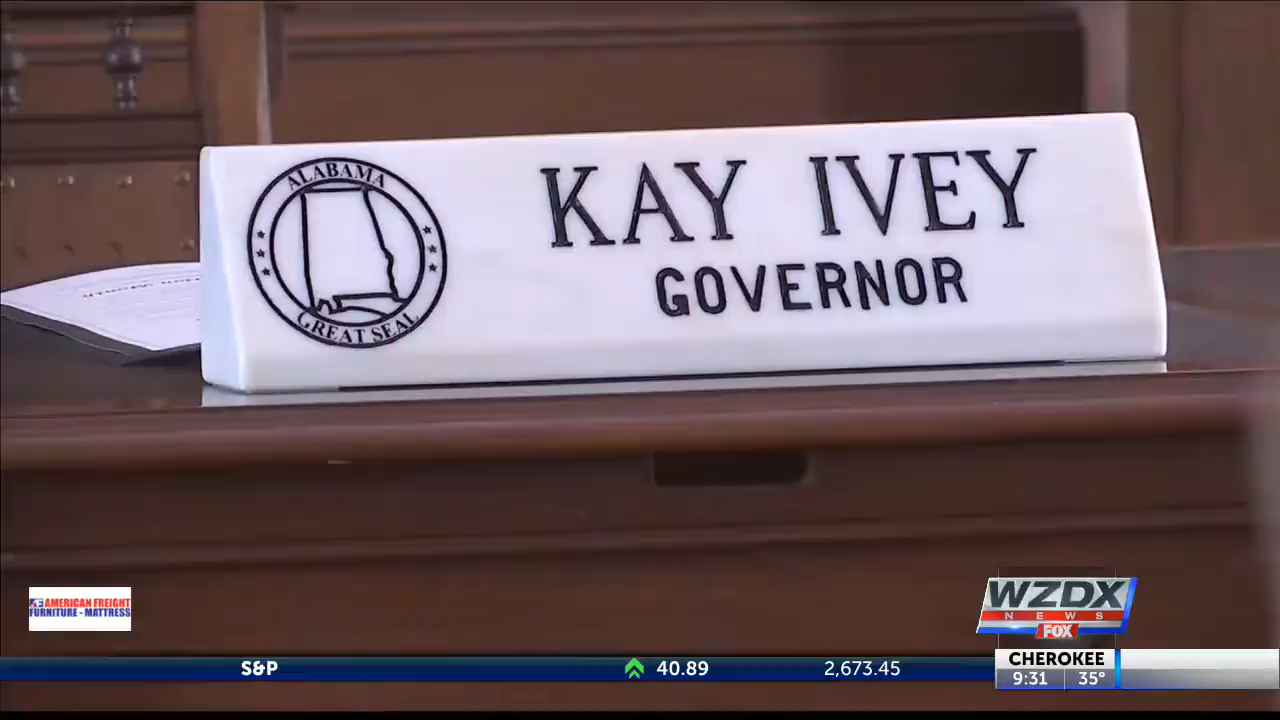 ALABAMA
GREAT SEAL
KAY IVEY
GOVERNOR
AMERICAN FREIGHT
FURNITURE - MATTRESS
WZDX
NEWS
FOX
CHEROKEE
9:31 35°
S&P 40.89 2,673.45